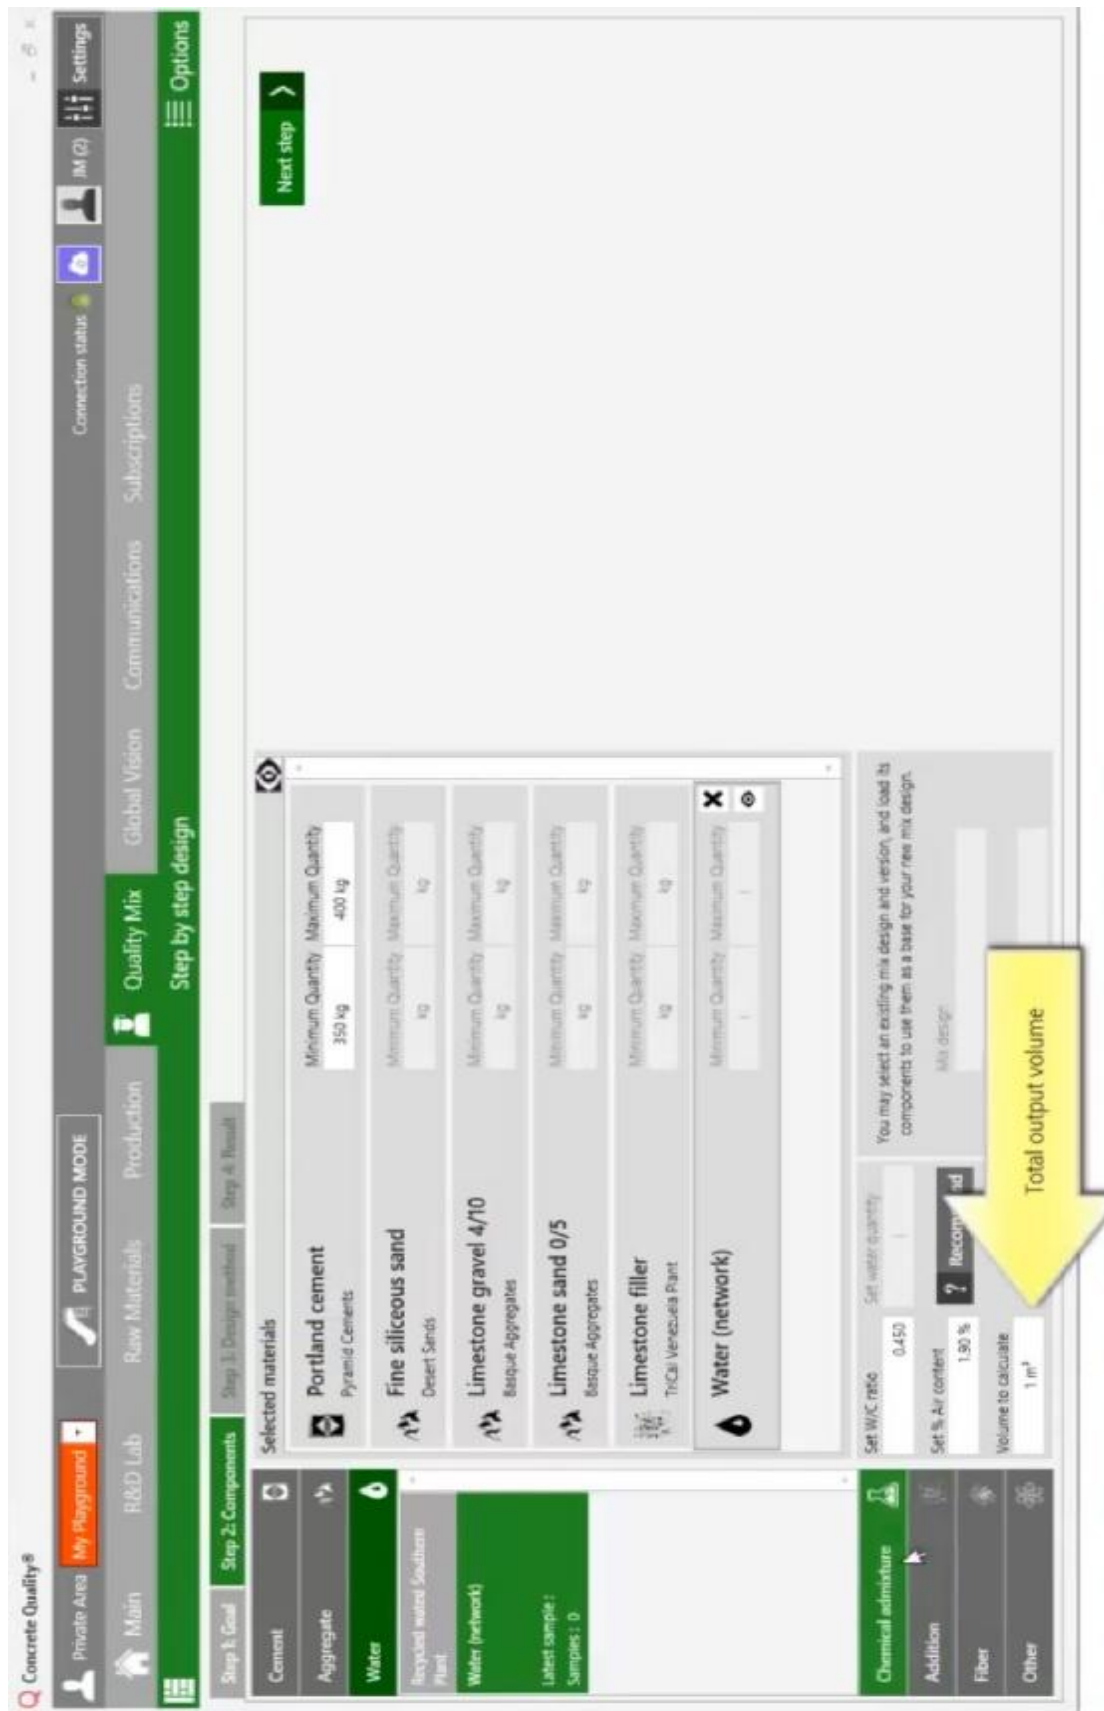 Concrete Quality®
Private Area My Playground PLAYGROUND MODE Connection status JM (2) Settings
Main R&D Lab Raw Materials Production Quality Mix Global Vision Communications Subscriptions
Step by step design Options
Step 1: Goal Step 2: Components Step 3: Design method Step 4: Result
Cement
Aggregate
Water
Recycled water Southern
Plant
Water (network)
Latest sample :
Samples : 0
Chemical admixture
Addition
Fiber
Other
Selected materials
Portland cement
Pyramid Cements
Minimum Quantity Maximum Quantity
350 kg 400 kg
Fine siliceous sand
Desert Sands
Minimum Quantity Maximum Quantity
kg kg
Limestone gravel 4/10
Basque Aggregates
Minimum Quantity Maximum Quantity
kg kg
Limestone sand 0/5
Basque Aggregates
Minimum Quantity Maximum Quantity
kg kg
Limestone filler
TriCal Venezuela Plant
Minimum Quantity Maximum Quantity
kg kg
Water (network)
Minimum Quantity Maximum Quantity
l l
Next step
Set W/C ratio Set water quantity
0.450 l
Set % Air content
1.90 % ?
Volume to calculate
1 m³
You may select an existing mix design and version, and load its
components to use them as a base for your new mix design.
Mix design
Total output volume